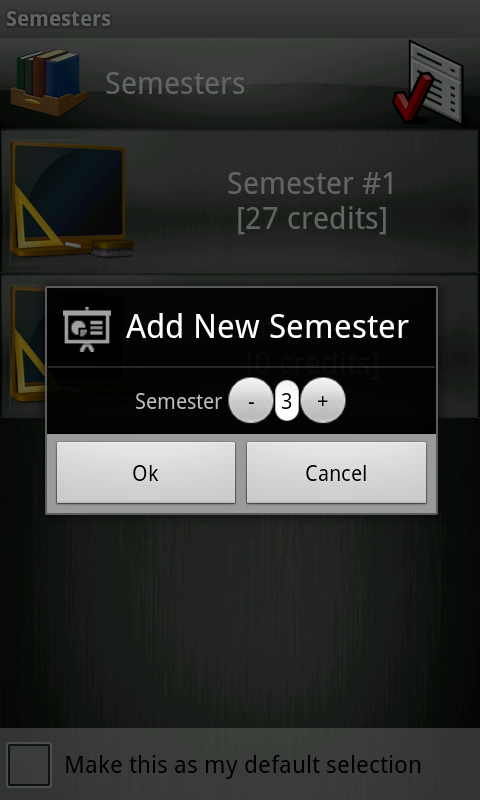 Semesters
Semesters
Semester #1
[27 credits]
Add New Semester
[0 credits]
Semester - 3 +
Ok Cancel
Make this as my default selection